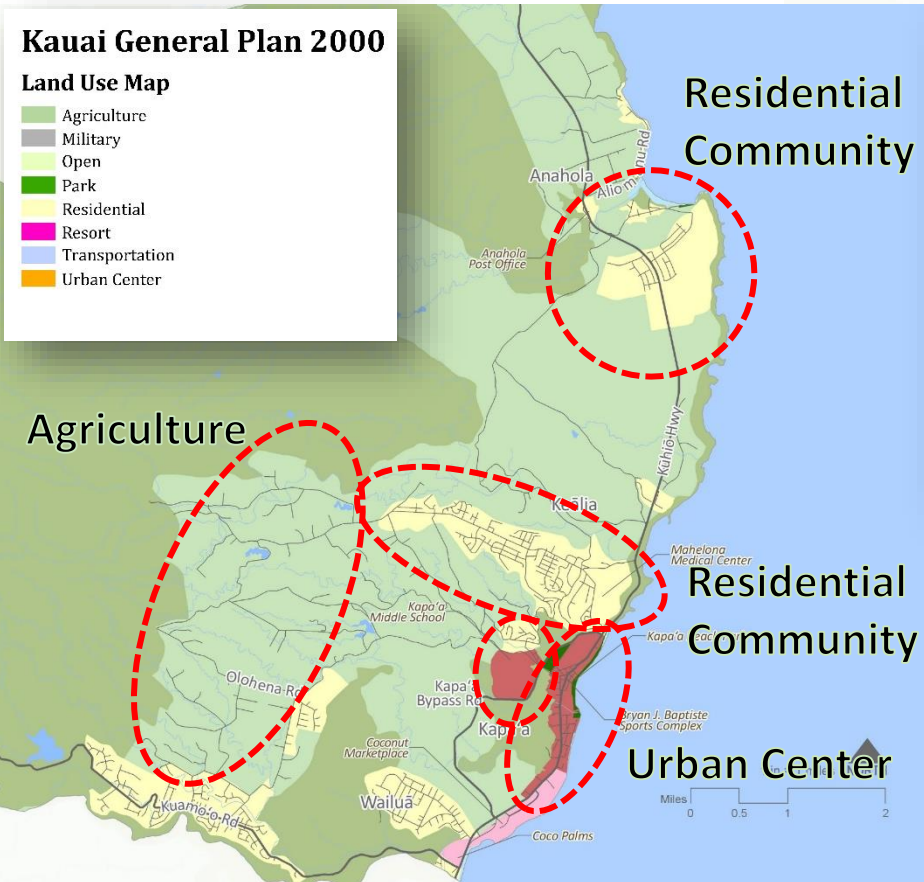 Kauai General Plan 2000
Land Use Map
Agriculture
Military
Open
Park
Residential
Resort
Transportation
Urban Center
Residential
Community
Anahola
Anahola
Post Office
Agriculture
Kūhiō Hwy
Keālia
Mahelona
Medical Center
Residential
Community
Kapa'a
Middle School
Olohena Rd
Kapa'a
Bypass Rd
Kapa'a
Bryan J. Baptiste
Sports Complex
Coconut
Marketplace
Urban Center
Wailuā
Kuamo'o Rd
Coco Palms
Miles
0 0.5 1 2